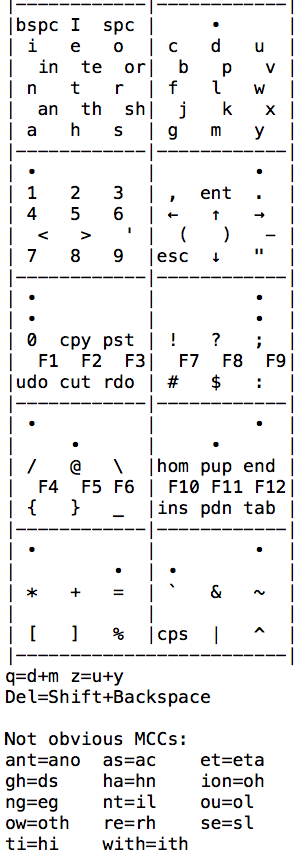 |------------|------------|
|bspc I  spc |     •      |
| i   e   o  | c   d   u  |
|  in  te  or|  b   p   v |
| n   t   r  | f   l   w  |
|  an  th  sh|  j   k   x |
| a   h   s  | g   m   y  |
|------------|------------|
| •          |         •  |
| 1   2   3  | ,  ent  .  |
| 4   5   6  | ←   ↑   →  |
|  <   >   ' |  (   )   – |
| 7   8   9  |esc  ↓   "  |
|------------|------------|
| •          |         •  |
| •          |         •  |
| 0  cpy pst | !   ?   ;  |
|  F1  F2  F3|  F7  F8  F9|
|udo cut rdo | #   $   :  |
|------------|------------|
| •          |         •  |
|     •      |     •      |
| /   @   \  |hom pup end |
|  F4  F5 F6 | F10 F11 F12|
| {   }   _  |ins pdn tab |
|------------|------------|
| •          |         •  |
|         •  | •          |
| *   +   =  | `   &   ~  |
| [   ]   %  |cps  |   ^  |
|-------------------------|
q=d+m z=u+y
Del=Shift+Backspace
Not obvious MCCs:
ant=ano  as=ac    et=eta
gh=ds    ha=hn    ion=oh
ng=eg    nt=il    ou=ol
ow=oth   re=rh    se=sl
ti=hi    with=ith